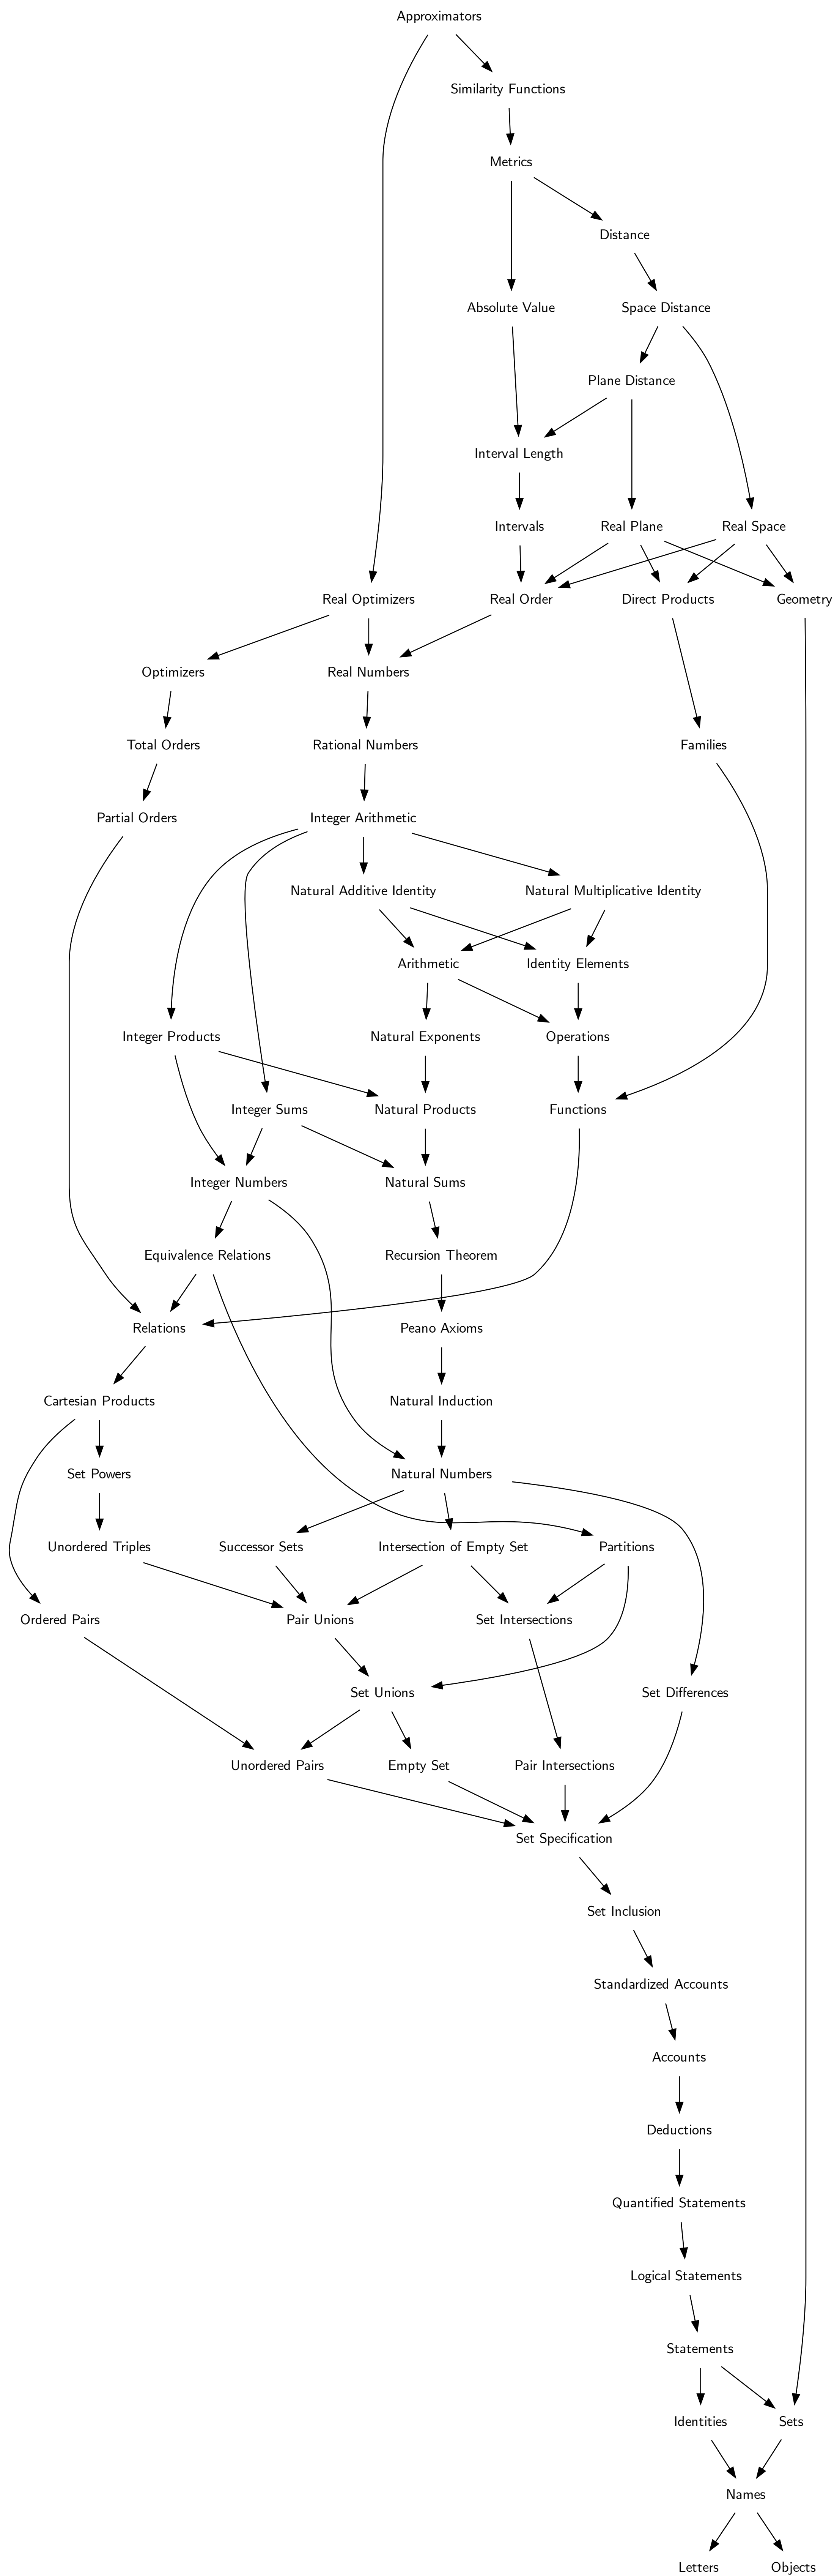 Approximators
Similarity Functions
Metrics
Distance
Absolute Value
Space Distance
Plane Distance
Interval Length
Intervals
Real Plane
Real Space
Real Optimizers
Real Order
Direct Products
Geometry
Optimizers
Real Numbers
Total Orders
Rational Numbers
Families
Partial Orders
Integer Arithmetic
Natural Additive Identity
Natural Multiplicative Identity
Arithmetic
Identity Elements
Integer Products
Natural Exponents
Operations
Integer Sums
Natural Products
Functions
Integer Numbers
Natural Sums
Equivalence Relations
Recursion Theorem
Relations
Peano Axioms
Cartesian Products
Natural Induction
Set Powers
Natural Numbers
Unordered Triples
Successor Sets
Intersection of Empty Set
Partitions
Ordered Pairs
Pair Unions
Set Intersections
Set Unions
Set Differences
Unordered Pairs
Empty Set
Pair Intersections
Set Specification
Set Inclusion
Standardized Accounts
Accounts
Deductions
Quantified Statements
Logical Statements
Statements
Identities
Sets
Names
Letters
Objects